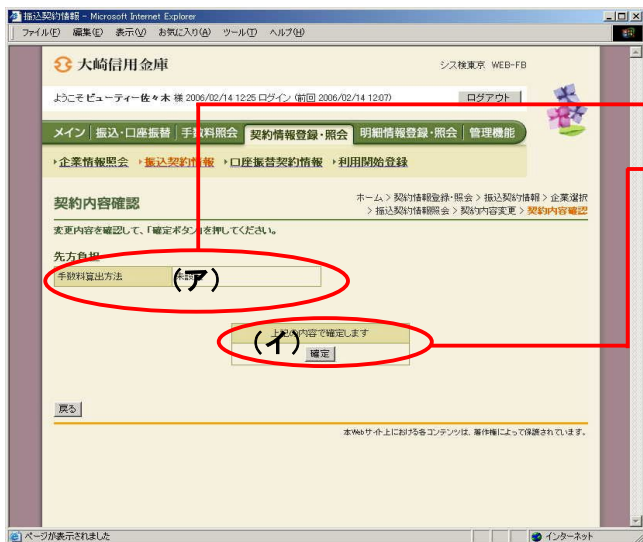 振込契約情報 - Microsoft Internet Explorer
ファイル(F) 編集(E) 表示(V) お気に入り(A) ツール(T) ヘルプ(H)
大崎信用金庫
シス検東京 WEB-FB
ようこそ ビューティー佐々木 様 2006/02/14 12:25 ログイン (前回 2006/02/14 12:07)
ログアウト
メイン 振込・口座振替 手数料照会 契約情報登録・照会 明細情報登録・照会 管理機能
企業情報照会 振込契約情報 口座振替契約情報 利用開始登録
契約内容確認
ホーム > 契約情報登録・照会 > 振込契約情報 > 企業選択
> 振込契約情報照会 > 契約内容変更 > 契約内容確認
変更内容を確認して、「確定ボタン」を押してください。
先方負担
手数料算出方法
(ア)
上記の内容で確定します
(イ)
確定
戻る
本Webサイト上における各コンテンツは、著作権によって保護されています。
ページが表示されました
インターネット